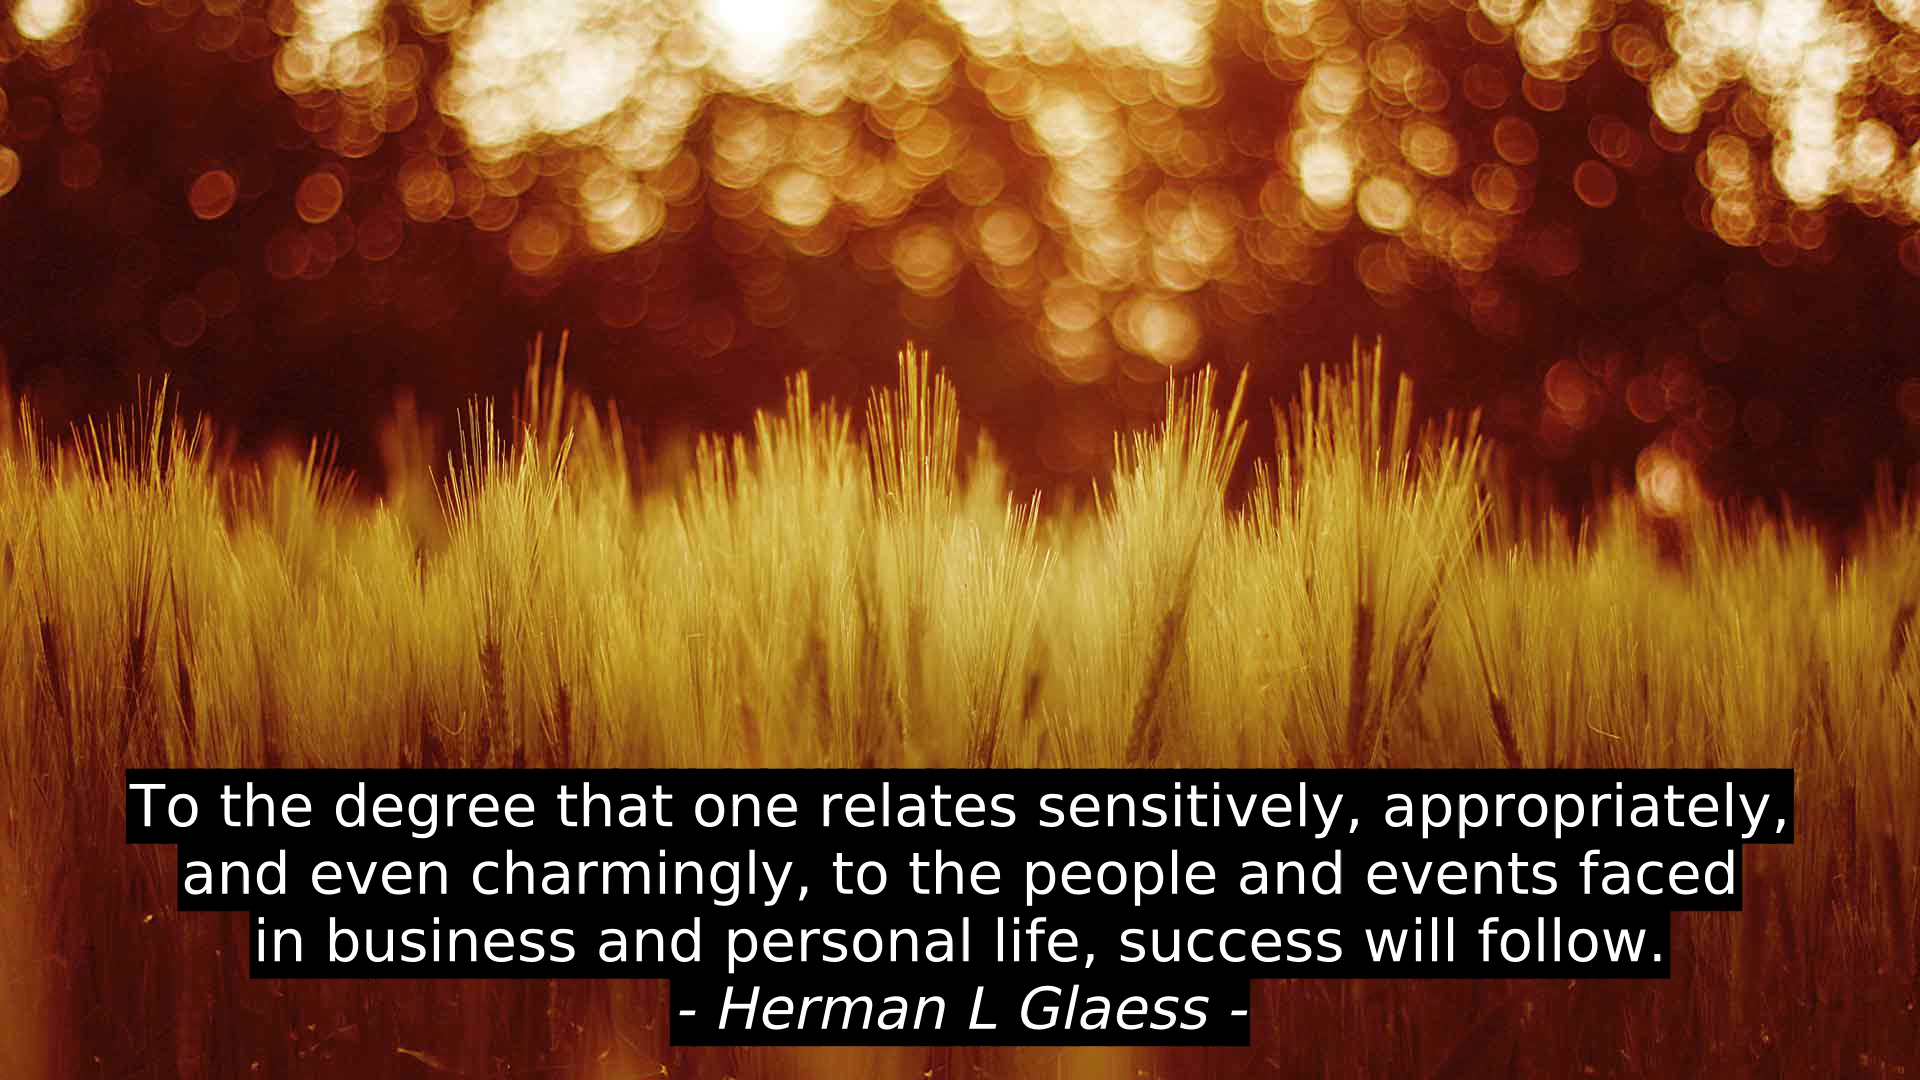 To the degree that one relates sensitively, appropriately,
and even charmingly, to the people and events faced
in business and personal life, success will follow.
- Herman L Glaess -